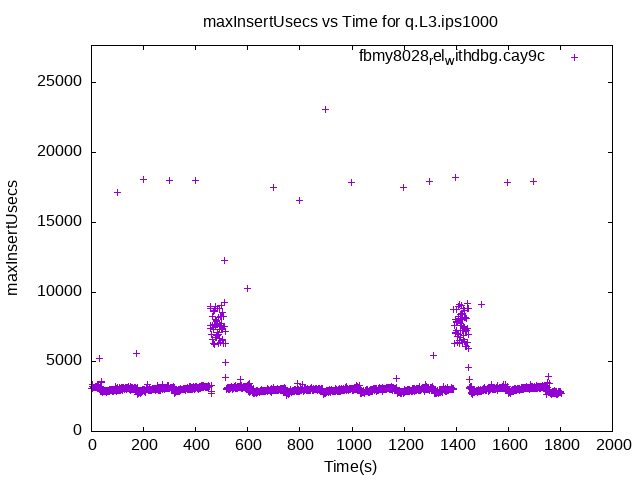 maxInsertUsecs vs Time for q.L3.ips1000
fbmy8028relwithdbg.cay9c
maxInsertUsecs
25000
20000
15000
10000
5000
0
0 200 400 600 800 1000 1200 1400 1600 1800 2000
Time(s)